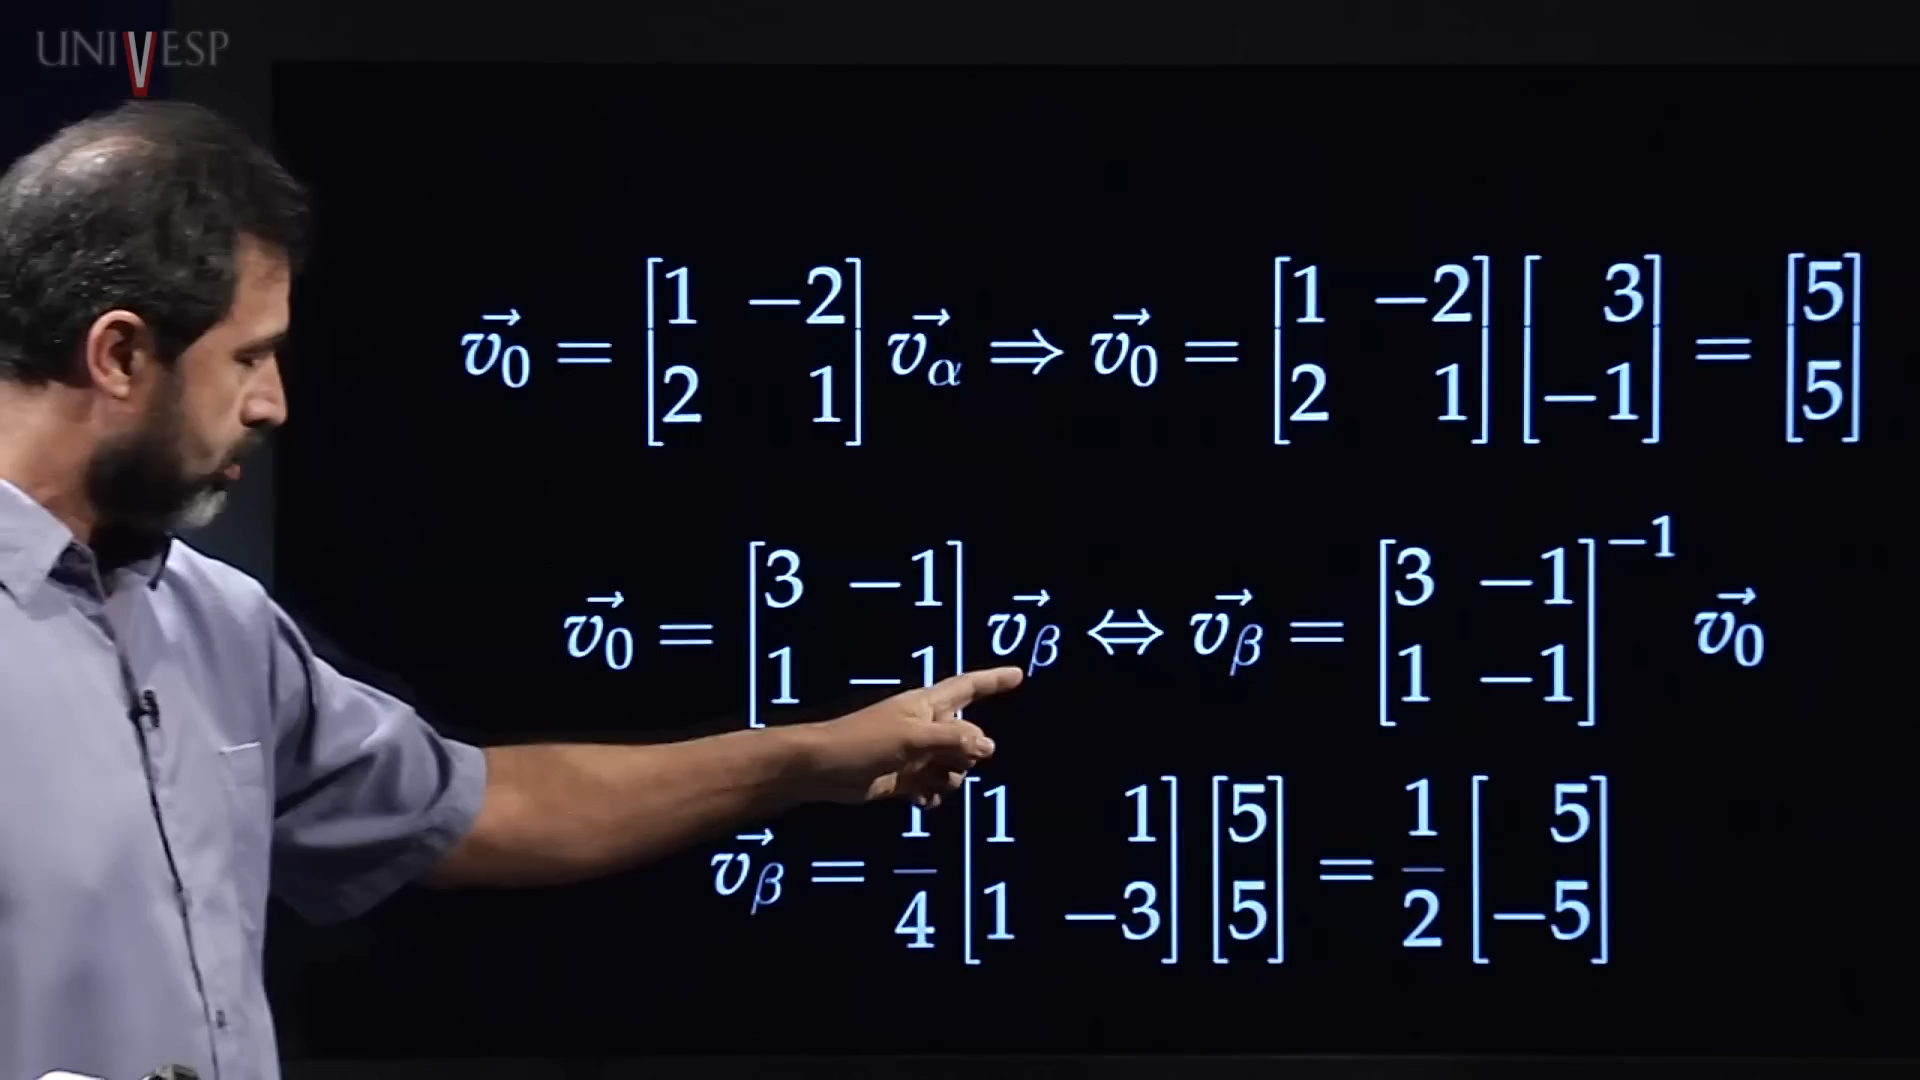 UNIVESP
v⃗₀ = [1 −2; 2 1] v⃗_α ⇒ v⃗₀ = [1 −2; 2 1] [3; −1] = [5; 5]
v⃗₀ = [3 −1; 1 −1] v⃗_β ⇔ v⃗_β = [3 −1; 1 −1]⁻¹ v⃗₀
v⃗_β = 1/4 [1 1; 1 −3] [5; 5] = 1/2 [5; −5]